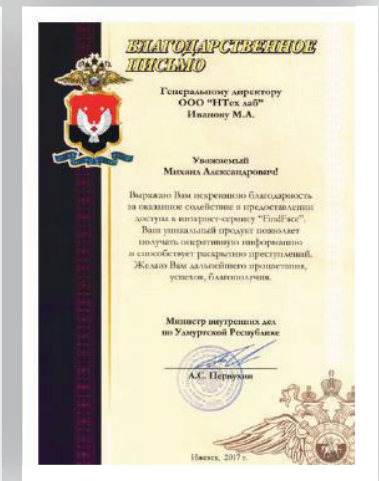 БЛАГОДАРСТВЕННОЕ
ПИСЬМО
Генеральному директору
ООО “НТех лаб”
Иванову М.А.
Уважаемый
Михаил Александрович!
Выражаю Вам искреннюю благодарность
за оказанное содействие в предоставлении
доступа к интернет-сервису “FindFace”.
Ваш уникальный продукт позволяет
получать оперативную информацию
и способствует раскрытию преступлений.
Желаю Вам дальнейшего процветания,
успехов, благополучия.
Министр внутренних дел
по Удмуртской Республике
А.С. Первухин
Ижевск, 2017 г.